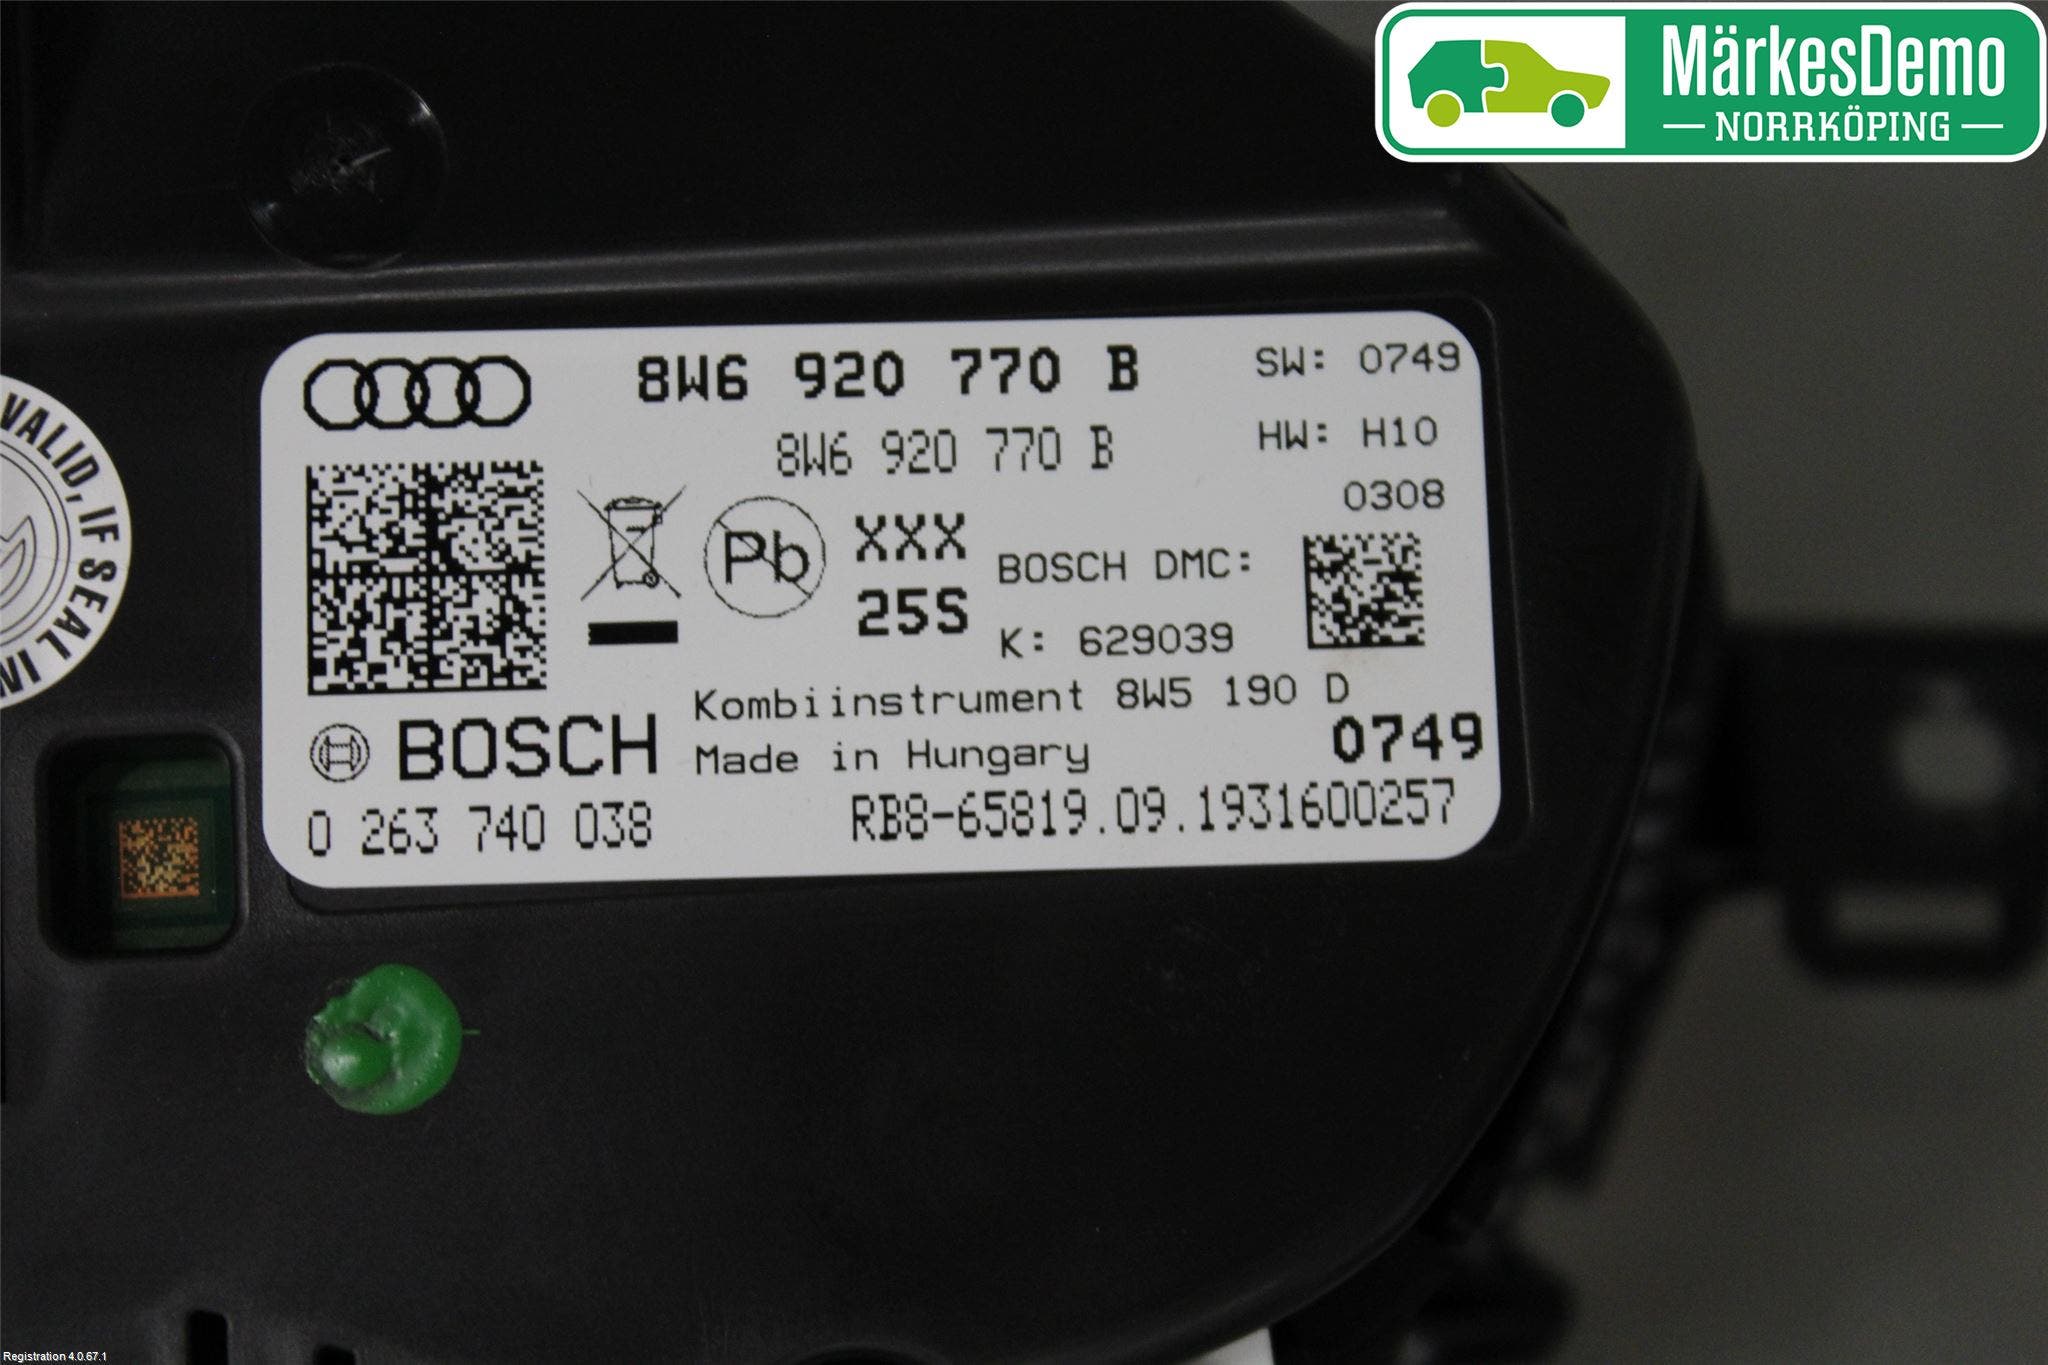 MärkesDemo
NORRKÖPING
8W6 920 770 B
SW: 0749
8W6 920 770 B
HW: H10
0308
VALID, IF SEAL IN
Pb
XXX
25S
BOSCH DMC:
K: 629039
Kombiinstrument 8W5 190 D
BOSCH
Made in Hungary
0749
0 263 740 038
RB8-65819.09.1931600257
Registration 4.0.67.1